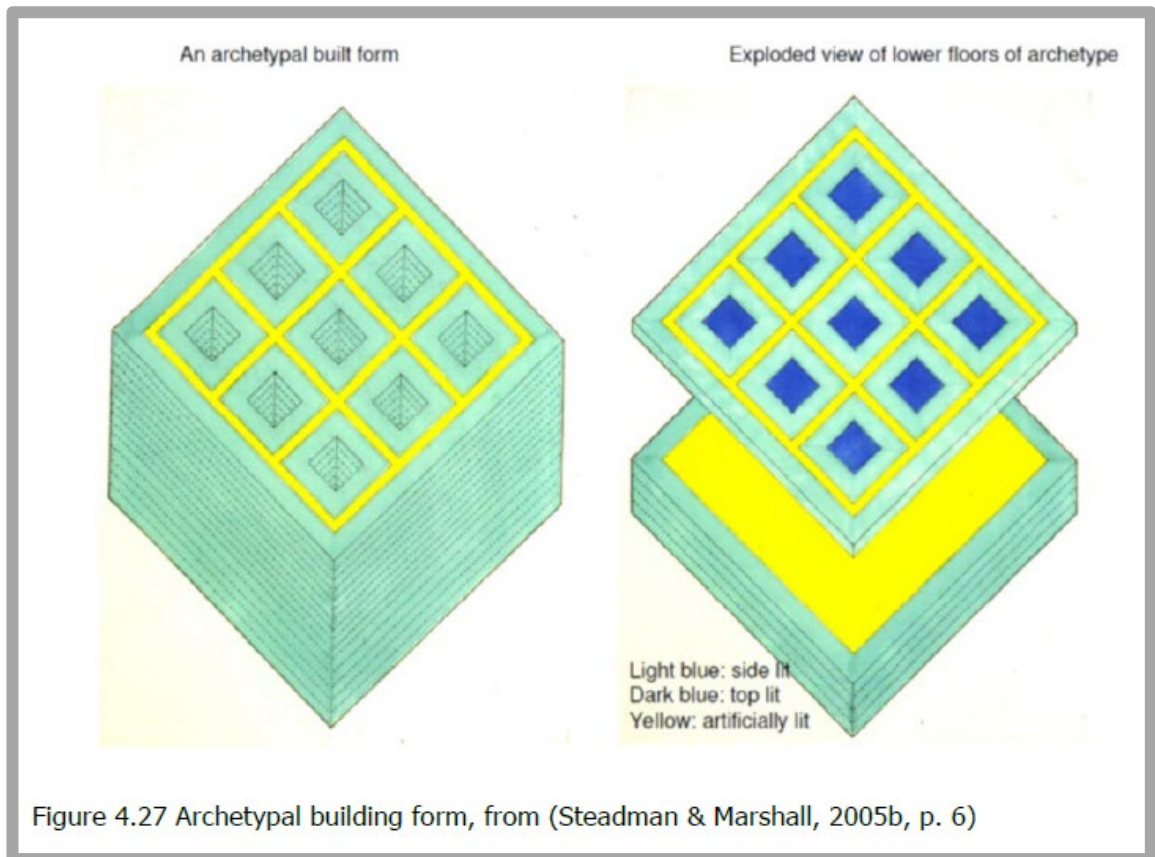 An archetypal built form
Exploded view of lower floors of archetype
Light blue: side lit
Dark blue: top lit
Yellow: artificially lit
Figure 4.27 Archetypal building form, from (Steadman & Marshall, 2005b, p. 6)